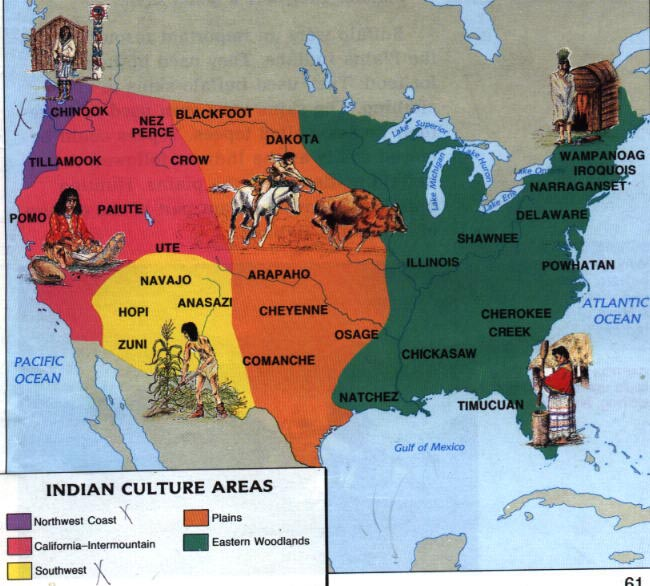 CHINOOK
NEZ
PERCE
BLACKFOOT
DAKOTA
TILLAMOOK
CROW
POMO
PAIUTE
UTE
NAVAJO
ANASAZI
HOPI
ZUNI
ARAPAHO
CHEYENNE
OSAGE
COMANCHE
ILLINOIS
SHAWNEE
WAMPANOAG
IROQUOIS
NARRAGANSET
DELAWARE
POWHATAN
CHEROKEE
CREEK
CHICKASAW
NATCHEZ
TIMUCUAN
Lake Superior
Lake Michigan
Lake Huron
Lake Erie
PACIFIC
OCEAN
ATLANTIC
OCEAN
Gulf of Mexico
INDIAN CULTURE AREAS
Northwest Coast X
California–Intermountain
Southwest X
Plains
Eastern Woodlands
X
61